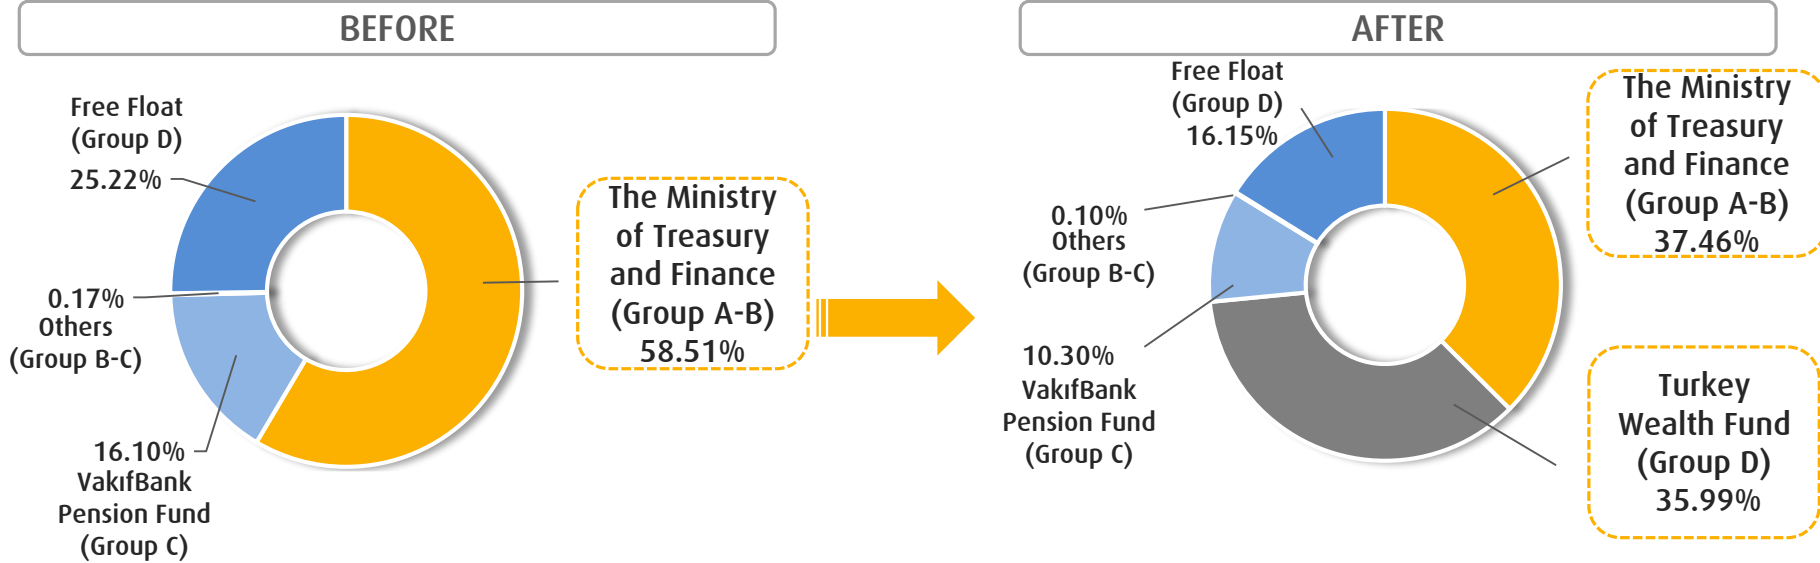 BEFORE
Free Float
(Group D)
25.22%
0.17%
Others
(Group B-C)
16.10%
VakıfBank
Pension Fund
(Group C)
The Ministry
of Treasury
and Finance
(Group A-B)
58.51%
AFTER
Free Float
(Group D)
16.15%
0.10%
Others
(Group B-C)
10.30%
VakıfBank
Pension Fund
(Group C)
The Ministry
of Treasury
and Finance
(Group A-B)
37.46%
Turkey
Wealth Fund
(Group D)
35.99%